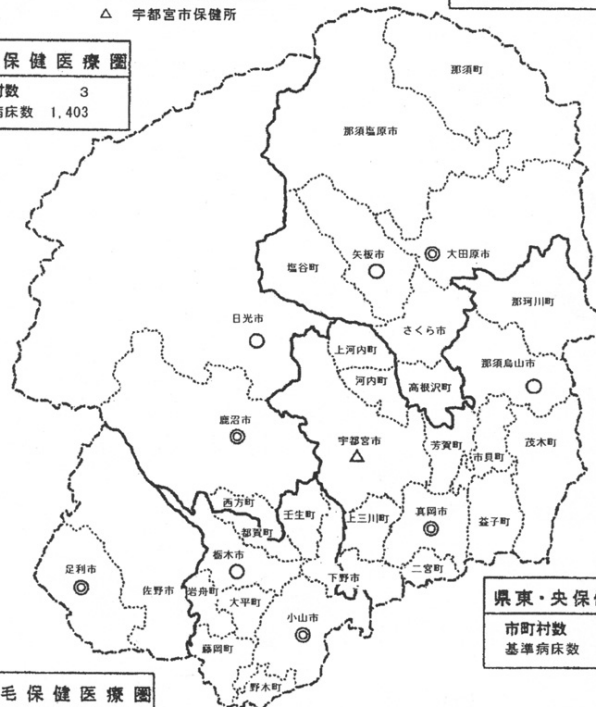 △ 宇都宮市保健所
保健医療圏
村数 3
病床数 1,403
那須町
那須塩原市
矢板市
大田原市
塩谷町
那珂川町
日光市
さくら市
上河内町
那須烏山市
河内町
高根沢町
鹿沼市
宇都宮市
芳賀町
市貝町
茂木町
西方町
壬生町
上三川町
真岡市
益子町
都賀町
栃木市
足利市
佐野市
岩舟町
下野市
二宮町
大平町
小山市
藤岡町
野木町
県東・央保
市町村数
基準病床数
毛保健医療圏